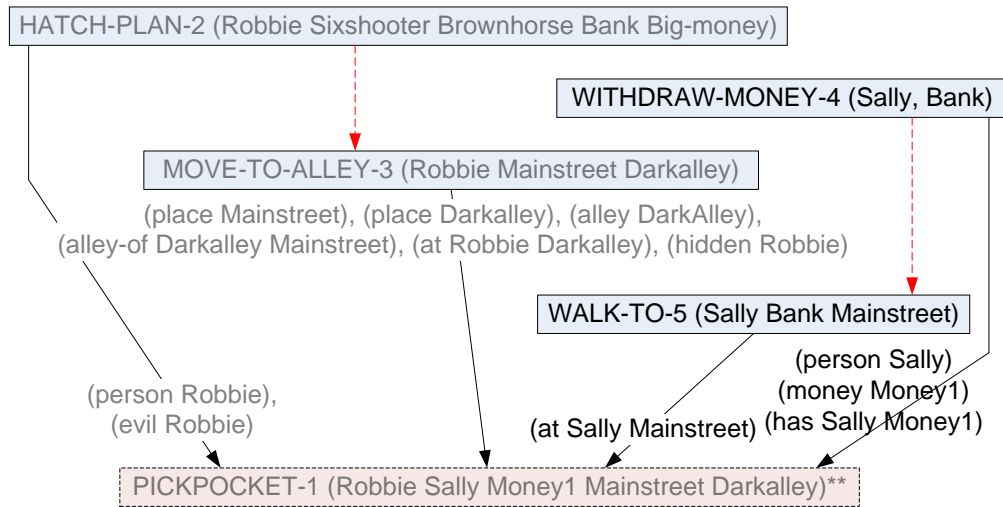 HATCH-PLAN-2 (Robbie Sixshooter Brownhorse Bank Big-money)
WITHDRAW-MONEY-4 (Sally, Bank)
MOVE-TO-ALLEY-3 (Robbie Mainstreet Darkalley)
(place Mainstreet), (place Darkalley), (alley DarkAlley),
(alley-of Darkalley Mainstreet), (at Robbie Darkalley), (hidden Robbie)
WALK-TO-5 (Sally Bank Mainstreet)
(person Robbie),
(evil Robbie)
(at Sally Mainstreet)
(person Sally)
(money Money1)
(has Sally Money1)
PICKPOCKET-1 (Robbie Sally Money1 Mainstreet Darkalley)**